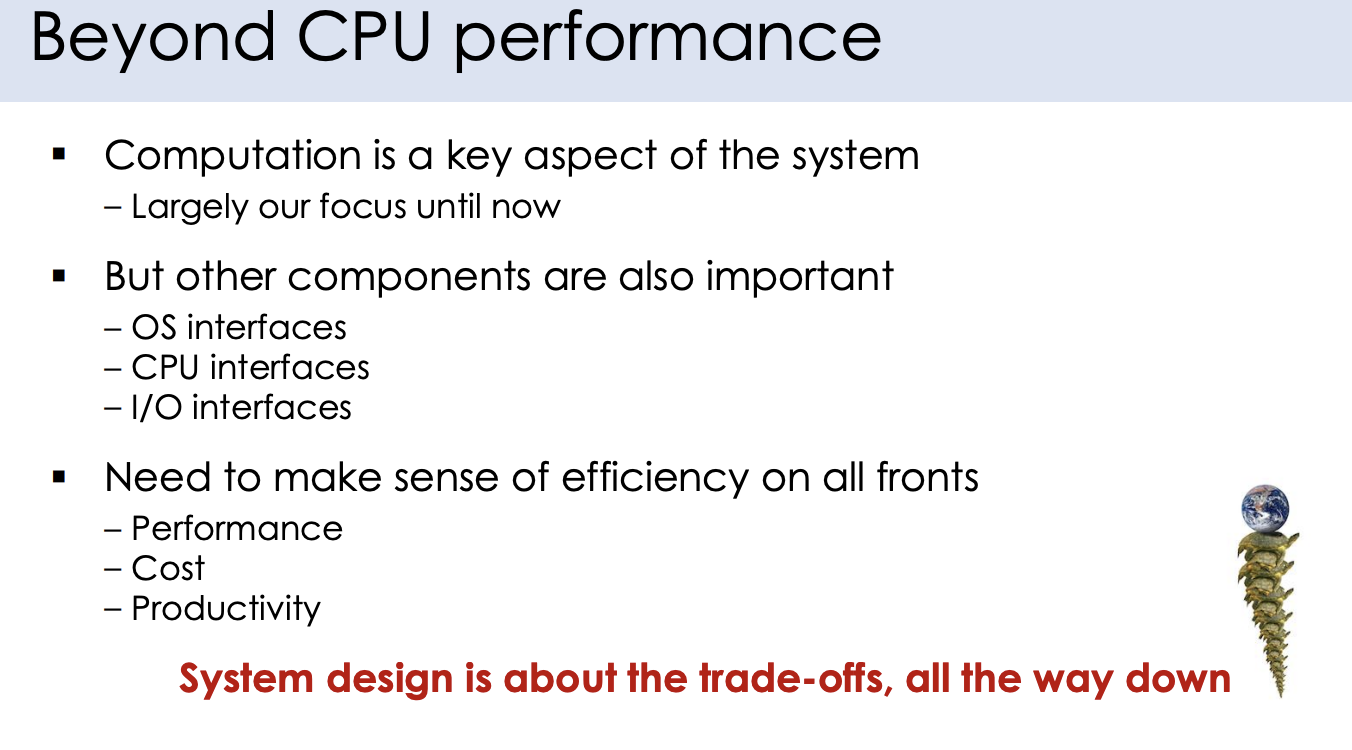 Beyond CPU performance
▪ Computation is a key aspect of the system
– Largely our focus until now
▪ But other components are also important
– OS interfaces
– CPU interfaces
– I/O interfaces
▪ Need to make sense of efficiency on all fronts
– Performance
– Cost
– Productivity
System design is about the trade-offs, all the way down